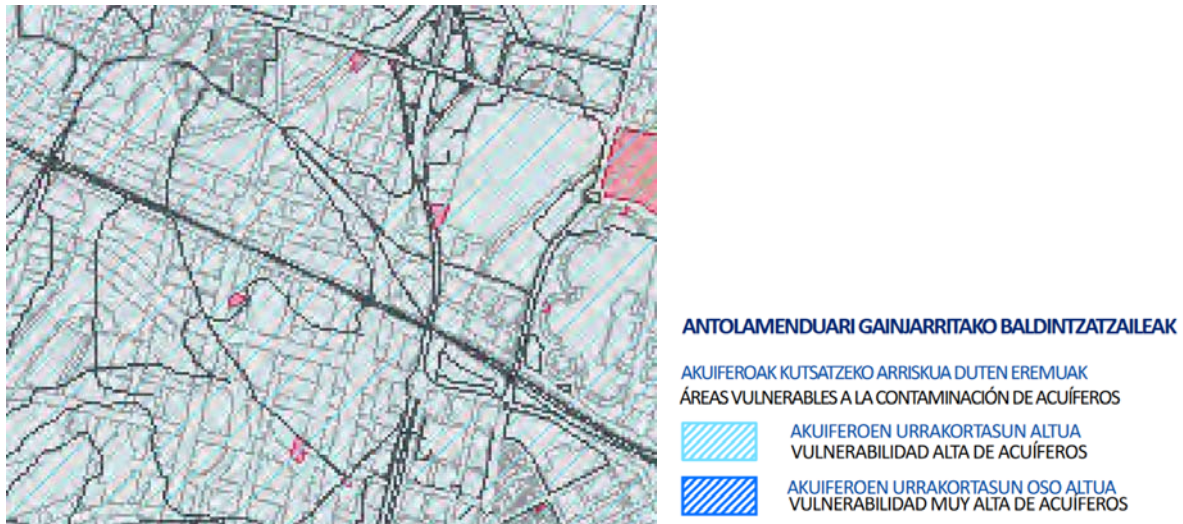 ANTOLAMENDUARI GAINJARRITAKO BALDINTZATZAILEAK
AKUIFEROAK KUTSATZEKO ARRISKUA DUTEN EREMUAK
ÁREAS VULNERABLES A LA CONTAMINACIÓN DE ACUÍFEROS
AKUIFEROEN URRAKORTASUN ALTUA
VULNERABILIDAD ALTA DE ACUÍFEROS
AKUIFEROEN URRAKORTASUN OSO ALTUA
VULNERABILIDAD MUY ALTA DE ACUÍFEROS